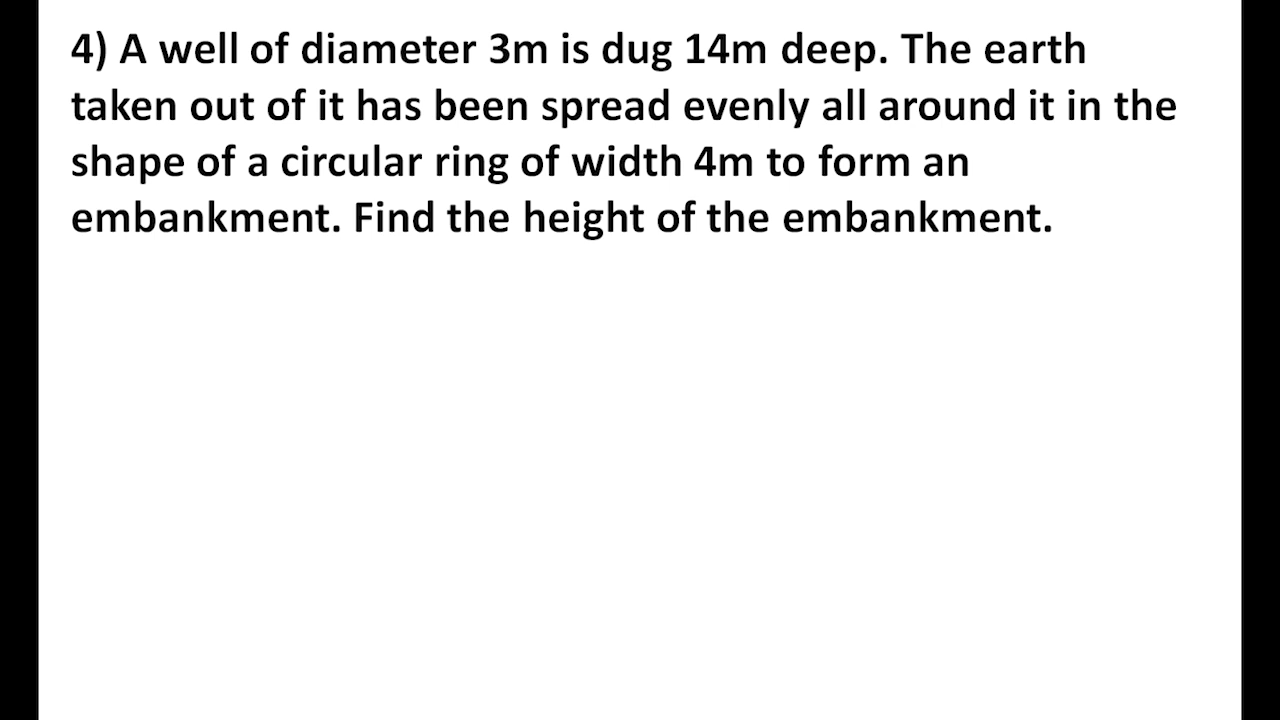 4) A well of diameter 3m is dug 14m deep. The earth
taken out of it has been spread evenly all around it in the
shape of a circular ring of width 4m to form an
embankment. Find the height of the embankment.